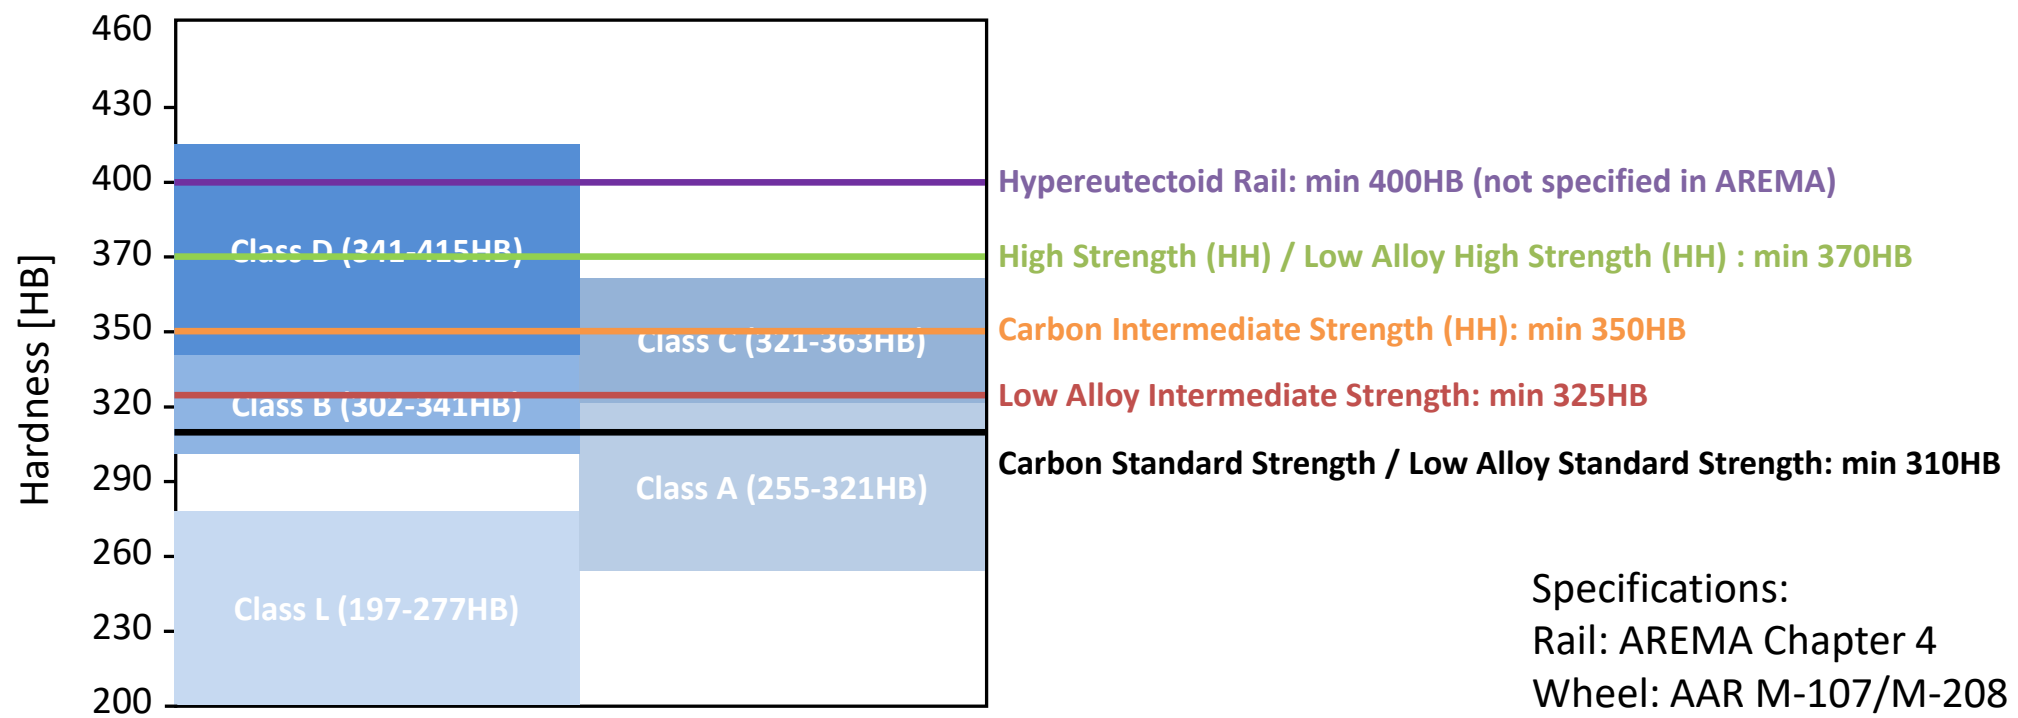 460
430
400
370
350
320
290
260
230
200
Hardness [HB]
Class D (341-415HB)
Class C (321-363HB)
Class B (302-341HB)
Class A (255-321HB)
Class L (197-277HB)
Hypereutectoid Rail: min 400HB (not specified in AREMA)
High Strength (HH) / Low Alloy High Strength (HH) : min 370HB
Carbon Intermediate Strength (HH): min 350HB
Low Alloy Intermediate Strength: min 325HB
Carbon Standard Strength / Low Alloy Standard Strength: min 310HB
Specifications:
Rail: AREMA Chapter 4
Wheel: AAR M-107/M-208